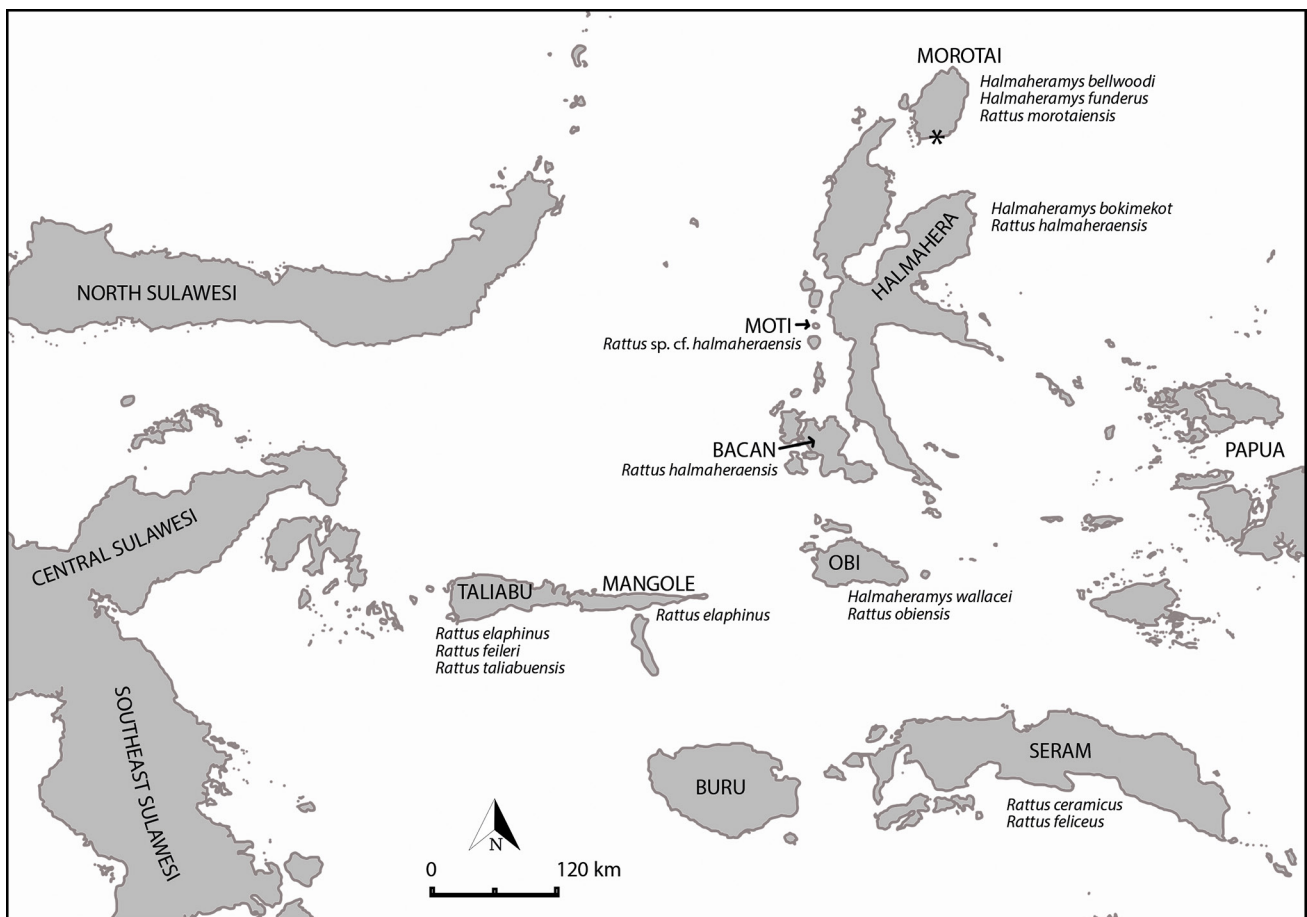 MOROTAI
Halmaheramys bellwoodi
Halmaheramys funderus
Rattus morotaiensis
*
Halmaheramys bokimekot
Rattus halmaheraensis
HALMAHERA
NORTH SULAWESI
MOTI
Rattus sp. cf. halmaheraensis
BACAN
Rattus halmaheraensis
PAPUA
CENTRAL SULAWESI
OBI
Halmaheramys wallacei
Rattus obiensis
TALIABU
MANGOLE
Rattus elaphinus
Rattus elaphinus
Rattus feileri
Rattus taliabuensis
SOUTHEAST SULAWESI
BURU
SERAM
Rattus ceramicus
Rattus feliceus
N
0 120 km